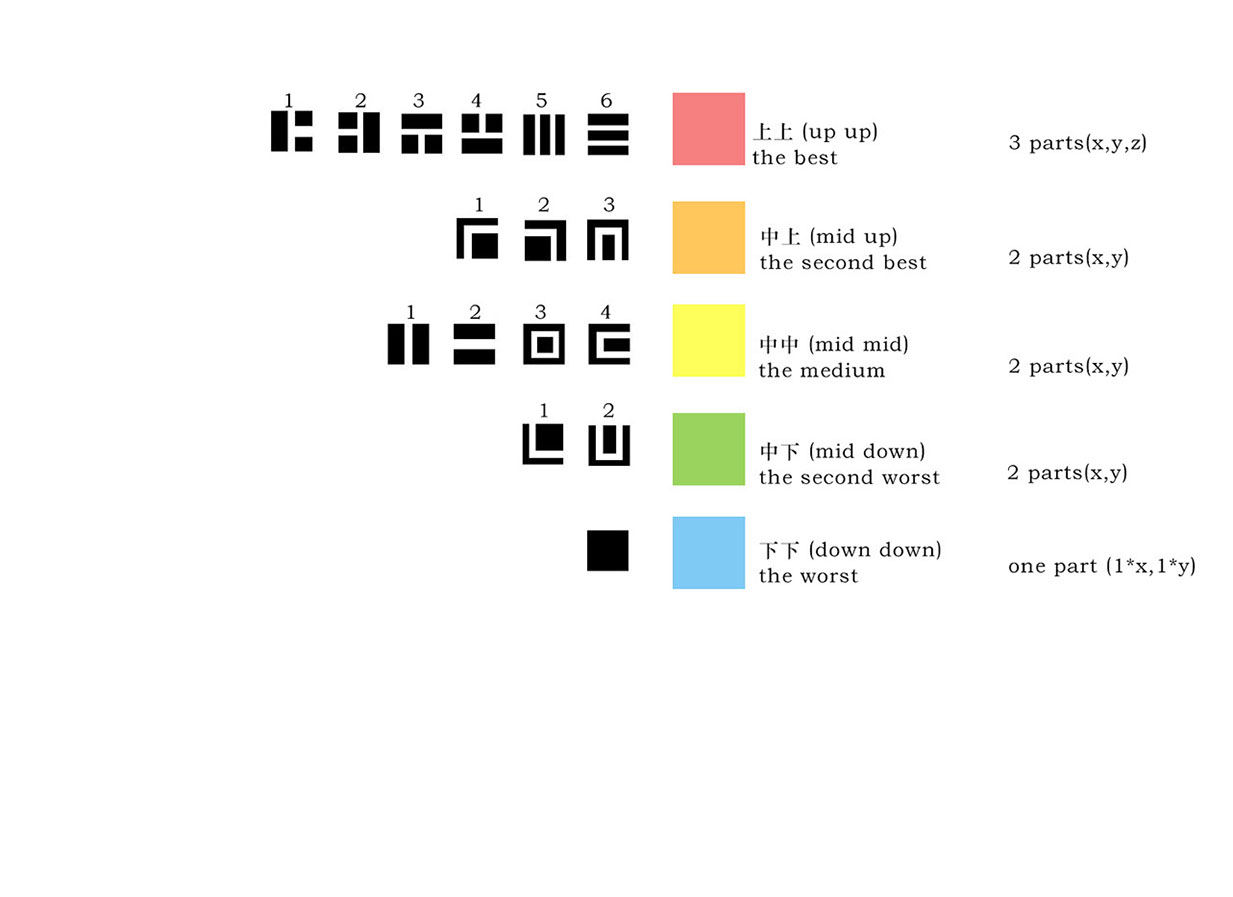 1 2 3 4 5 6
上上 (up up)
the best
3 parts(x,y,z)
1 2 3
中上 (mid up)
the second best
2 parts(x,y)
1 2 3 4
中中 (mid mid)
the medium
2 parts(x,y)
1 2
中下 (mid down)
the second worst
2 parts(x,y)
下下 (down down)
the worst
one part (1*x,1*y)